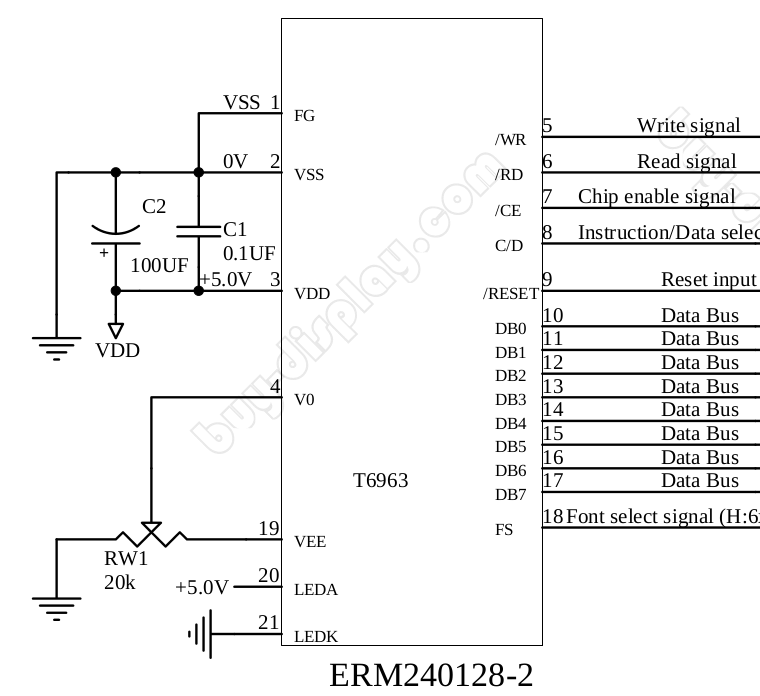 VSS 1
FG
0V 2
VSS
C2
C1
0.1UF
+
100UF
+5.0V 3
VDD
VDD
4
V0
T6963
19
VEE
RW1
20k
+5.0V 20
LEDA
21
LEDK
5 Write signal
/WR
6 Read signal
/RD
7 Chip enable signal
/CE
8 Instruction/Data selec
C/D
9 Reset input
/RESET
10 Data Bus
DB0
11 Data Bus
DB1
12 Data Bus
DB2
13 Data Bus
DB3
14 Data Bus
DB4
15 Data Bus
DB5
16 Data Bus
DB6
17 Data Bus
DB7
18 Font select signal (H:6
FS
ERM240128-2
buydisplay.com